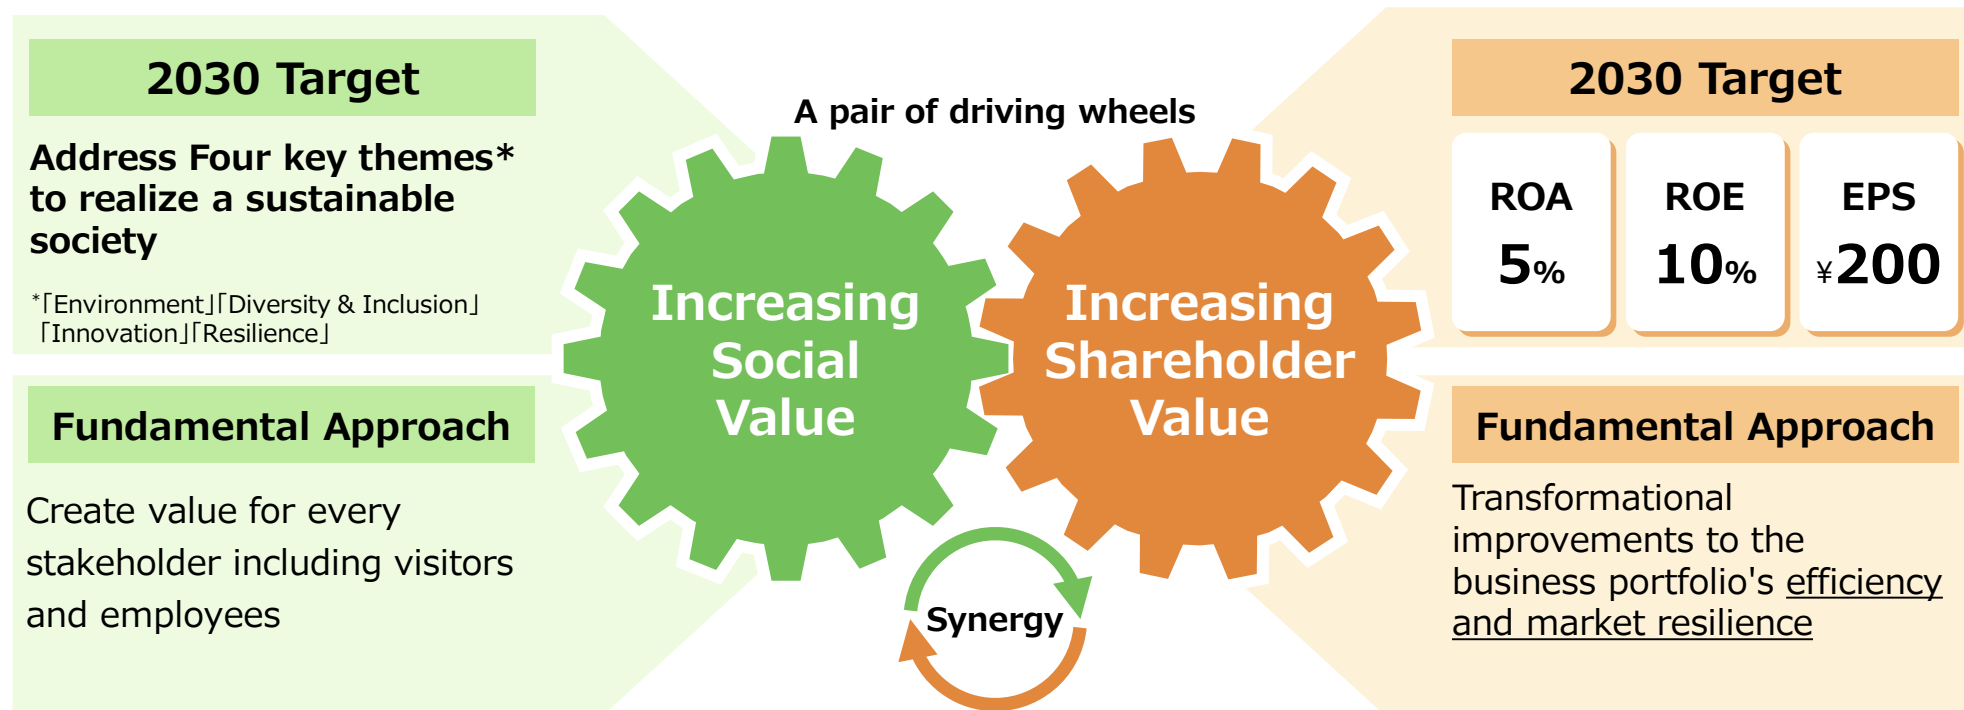 2030 Target
Address Four key themes*
to realize a sustainable
society
*｢Environment｣｢Diversity & Inclusion｣
｢Innovation｣｢Resilience｣
Fundamental Approach
Create value for every
stakeholder including visitors
and employees
A pair of driving wheels
Increasing
Social
Value
Increasing
Shareholder
Value
Synergy
2030 Target
ROA
5%
ROE
10%
EPS
¥200
Fundamental Approach
Transformational
improvements to the
business portfolio's efficiency
and market resilience